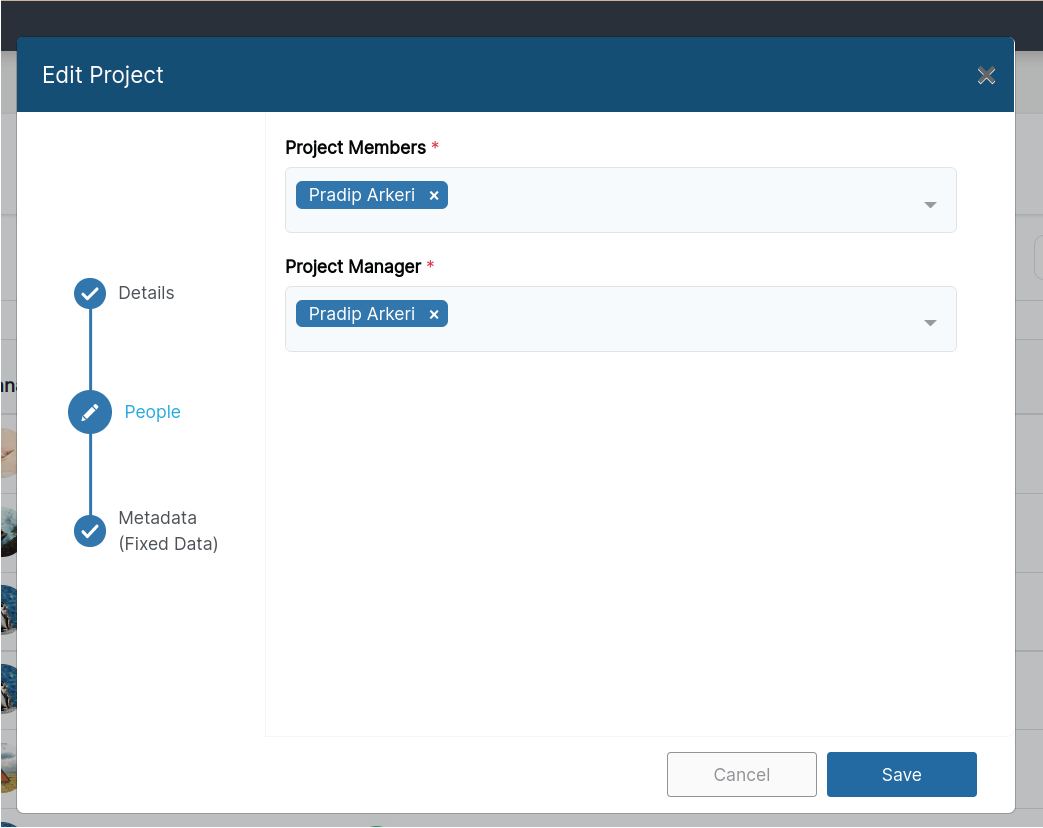 Edit Project
Project Members *
Pradip Arkeri ×
Project Manager *
Pradip Arkeri ×
Details
People
Metadata
(Fixed Data)
Cancel
Save